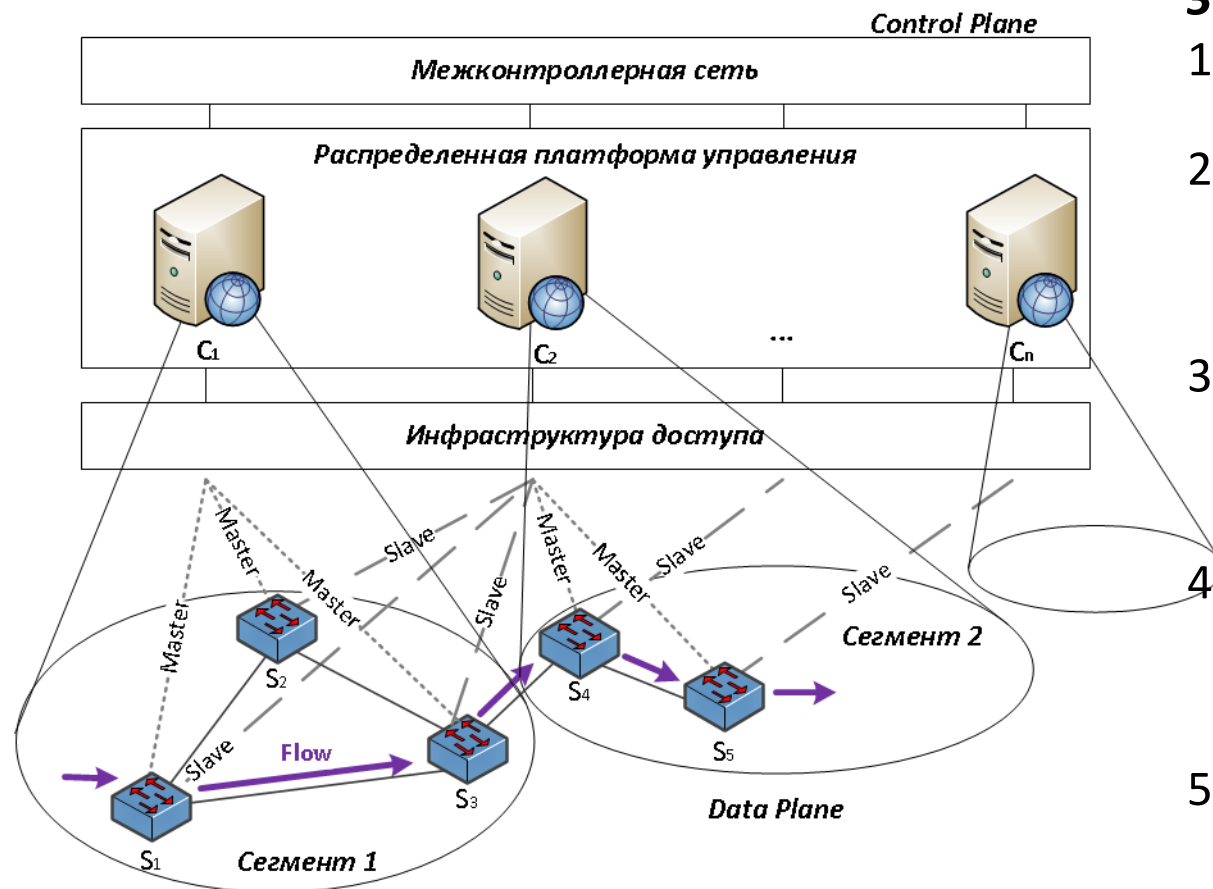 Control Plane
Межконтроллерная сеть
1
Распределенная платформа управления
2
C1
C2
...
Cn
3
Инфраструктура доступа
Master
Master
Master
Slave
Slave
Slave
Master
Master
Slave
Slave
4
Сегмент 2
S2
S4
S5
Flow
S3
S1
Data Plane
5
Сегмент 1